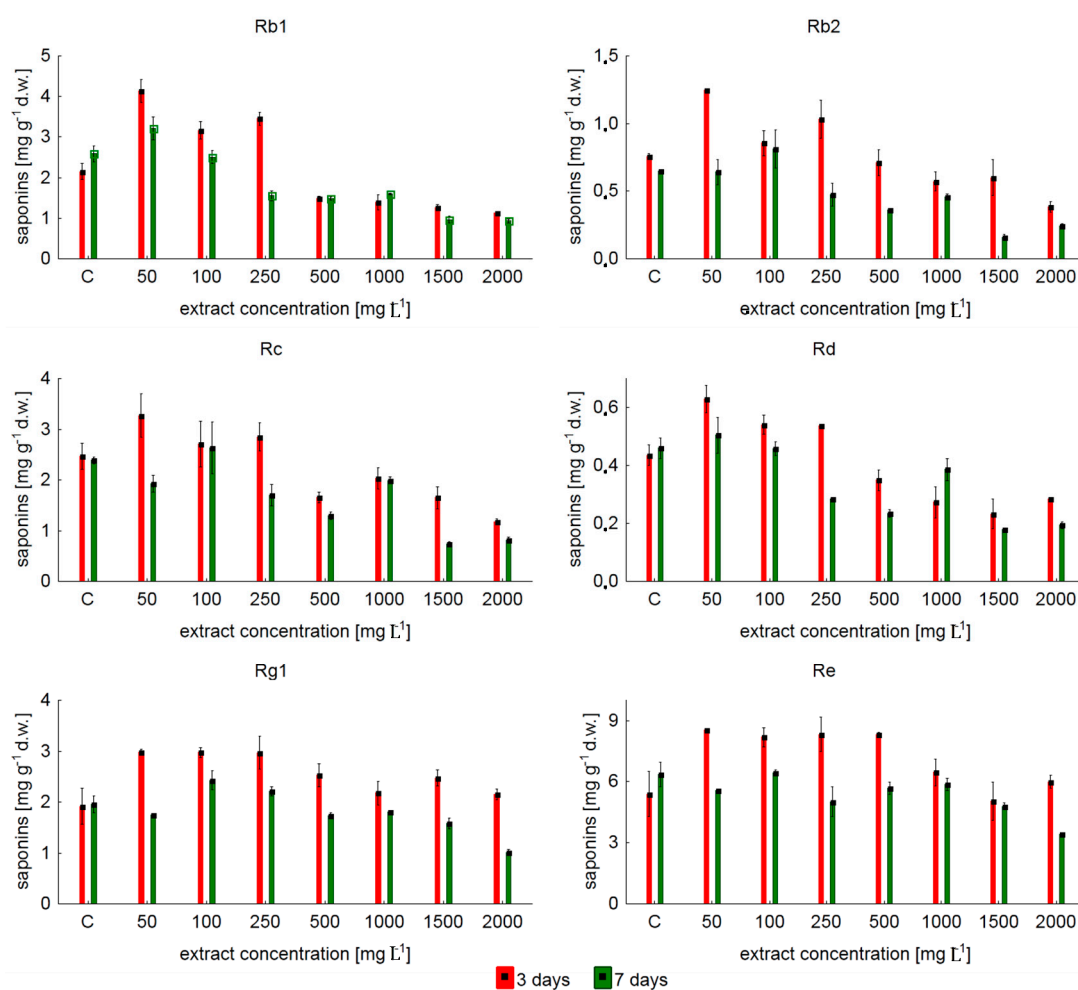 Rb1
saponins [mg g⁻¹ d.w.]
5
4
3
2
1
0
C 50 100 250 500 1000 1500 2000
extract concentration [mg L⁻¹]
Rb2
saponins [mg g⁻¹ d.w.]
1.5
1.0
0.5
0.0
C 50 100 250 500 1000 1500 2000
extract concentration [mg L⁻¹]
Rc
saponins [mg g⁻¹ d.w.]
4
3
2
1
0
C 50 100 250 500 1000 1500 2000
extract concentration [mg L⁻¹]
Rd
saponins [mg g⁻¹ d.w.]
0.6
0.4
0.2
0.0
C 50 100 250 500 1000 1500 2000
extract concentration [mg L⁻¹]
Rg1
saponins [mg g⁻¹ d.w.]
4
3
2
1
0
C 50 100 250 500 1000 1500 2000
extract concentration [mg L⁻¹]
Re
saponins [mg g⁻¹ d.w.]
9
6
3
0
C 50 100 250 500 1000 1500 2000
extract concentration [mg L⁻¹]
3 days 7 days